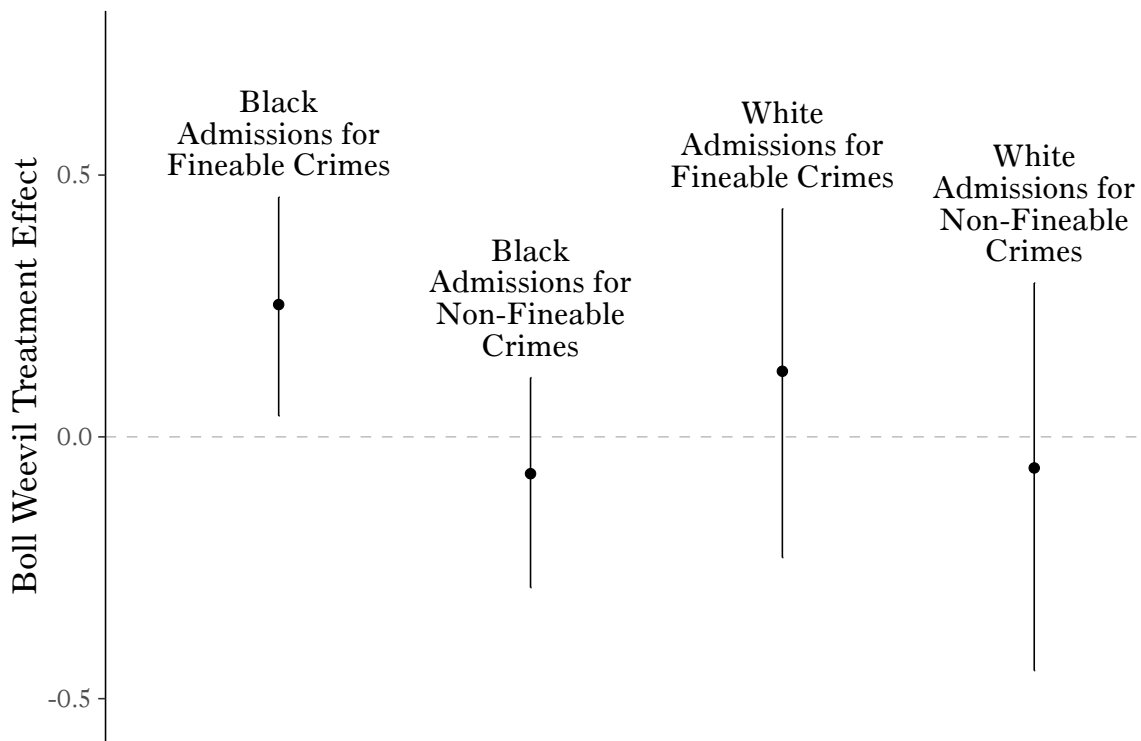 Boll Weevil Treatment Effect
0.5
0.0
-0.5
Black
Admissions for
Fineable Crimes
Black
Admissions for
Non-Fineable
Crimes
White
Admissions for
Fineable Crimes
White
Admissions for
Non-Fineable
Crimes